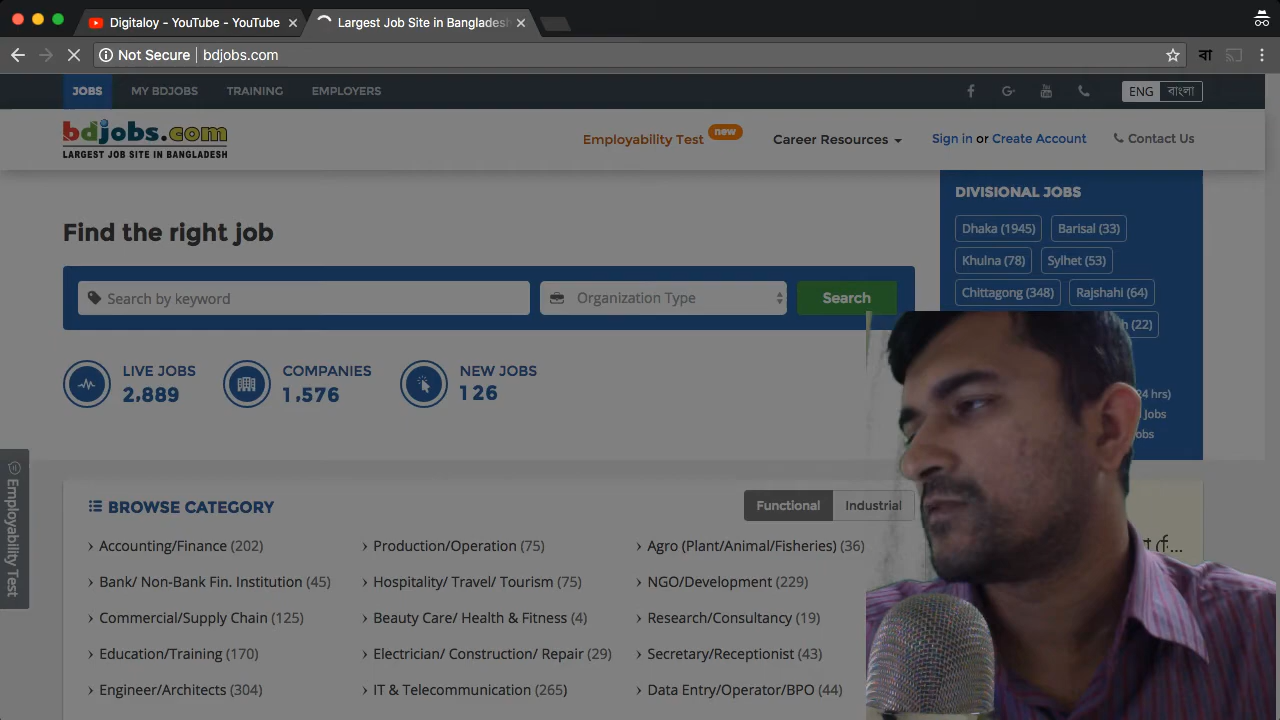 Digitaloy - YouTube - YouTube
Largest Job Site in Bangladesh
Not Secure bdjobs.com
বা
JOBS MY BDJOBS TRAINING EMPLOYERS
ENG বাংলা
bdjobs.com
LARGEST JOB SITE IN BANGLADESH
Employability Test new
Career Resources
Sign in or Create Account
Contact Us
Find the right job
Search by keyword
Organization Type
Search
LIVE JOBS
2,889
COMPANIES
1,576
NEW JOBS
126
DIVISIONAL JOBS
Dhaka (1945) Barisal (33)
Khulna (78) Sylhet (53)
Chittagong (348) Rajshahi (64)
(22)
hrs)
Jobs
Employability Test
BROWSE CATEGORY
Functional Industrial
Accounting/Finance (202) Production/Operation (75) Agro (Plant/Animal/Fisheries) (36)
Bank/ Non-Bank Fin. Institution (45) Hospitality/ Travel/ Tourism (75) NGO/Development (229)
Commercial/Supply Chain (125) Beauty Care/ Health & Fitness (4) Research/Consultancy (19)
Education/Training (170) Electrician/ Construction/ Repair (29) Secretary/Receptionist (43)
Engineer/Architects (304) IT & Telecommunication (265) Data Entry/Operator/BPO (44)